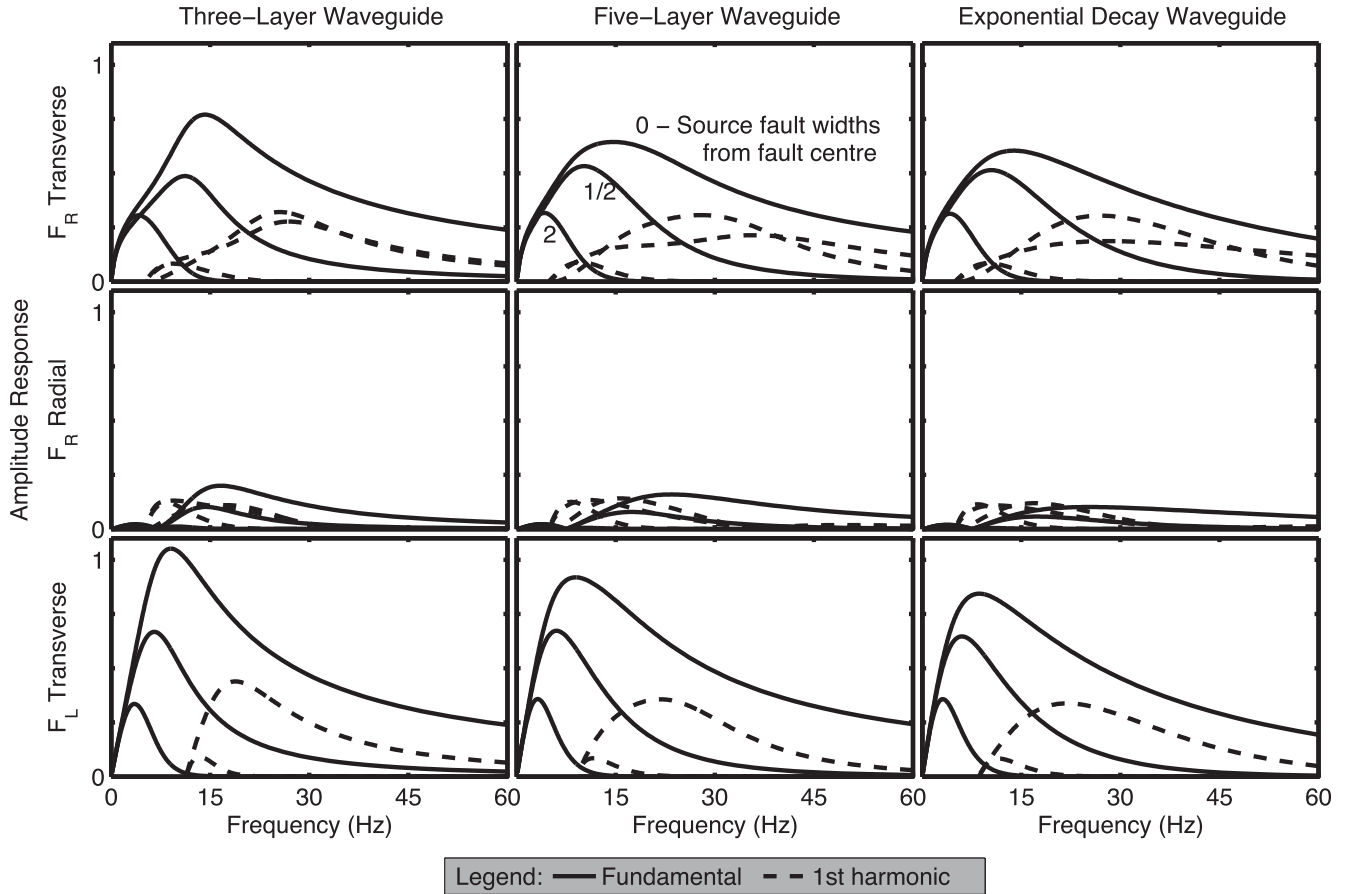 Three−Layer Waveguide
Five−Layer Waveguide
Exponential Decay Waveguide
Amplitude Response
F_R Transverse
1
0
0 − Source fault widths
from fault centre
1/2
2
F_R Radial
1
0
F_L Transverse
1
0
0 15 30 45 60
15 30 45 60
15 30 45 60
Frequency (Hz)
Frequency (Hz)
Frequency (Hz)
Legend: Fundamental 1st harmonic